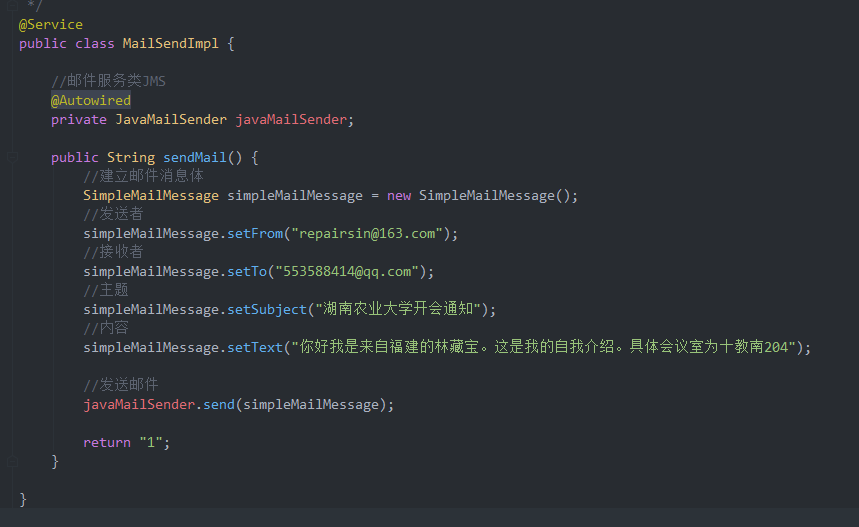 */
@Service
public class MailSendImpl {
//邮件服务类JMS
@Autowired
private JavaMailSender javaMailSender;
public String sendMail() {
//建立邮件消息体
SimpleMailMessage simpleMailMessage = new SimpleMailMessage();
//发送者
simpleMailMessage.setFrom("repairsin@163.com");
//接收者
simpleMailMessage.setTo("553588414@qq.com");
//主题
simpleMailMessage.setSubject("湖南农业大学开会通知");
//内容
simpleMailMessage.setText("你好我是来自福建的林藏宝。这是我的自我介绍。具体会议室为十教南204");
//发送邮件
javaMailSender.send(simpleMailMessage);
return "1";
}
}